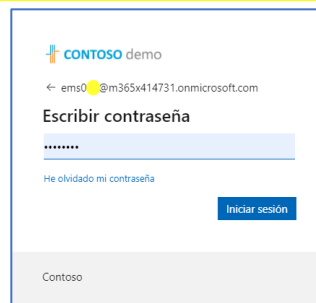 CONTOSO demo
← ems0 @m365x414731.onmicrosoft.com
Escribir contraseña
••••••••
He olvidado mi contraseña
Iniciar sesión
Contoso